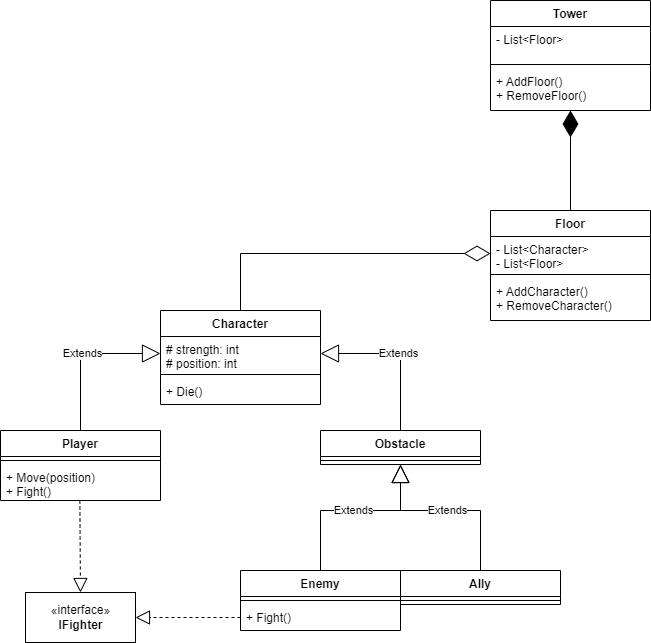 Tower
- List<Floor>
+ AddFloor()
+ RemoveFloor()
Floor
- List<Character>
- List<Floor>
+ AddCharacter()
+ RemoveCharacter()
Character
# strength: int
# position: int
+ Die()
Extends
Extends
Player
+ Move(position)
+ Fight()
Obstacle
Extends
Extends
Enemy
+ Fight()
Ally
«interface»
IFighter